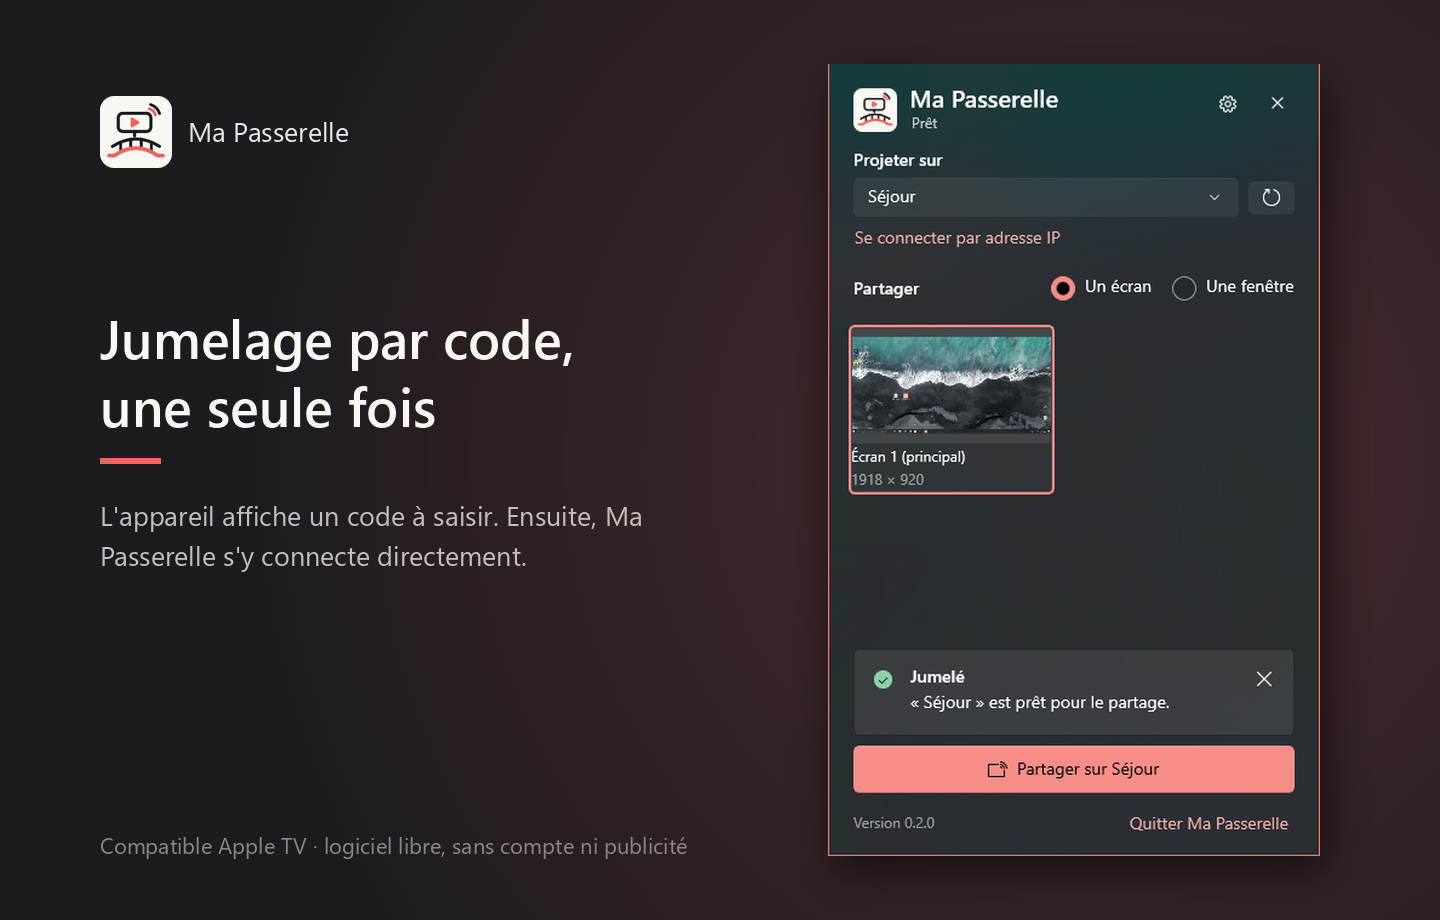 Ma Passerelle
Jumelage par code,
une seule fois
L'appareil affiche un code à saisir. Ensuite, Ma
Passerelle s'y connecte directement.
Compatible Apple TV · logiciel libre, sans compte ni publicité
Ma Passerelle
Prêt
Projeter sur
Séjour
Se connecter par adresse IP
Partager
Un écran
Une fenêtre
Écran 1 (principal)
1918 × 920
Jumelé
« Séjour » est prêt pour le partage.
Partager sur Séjour
Version 0.2.0
Quitter Ma Passerelle